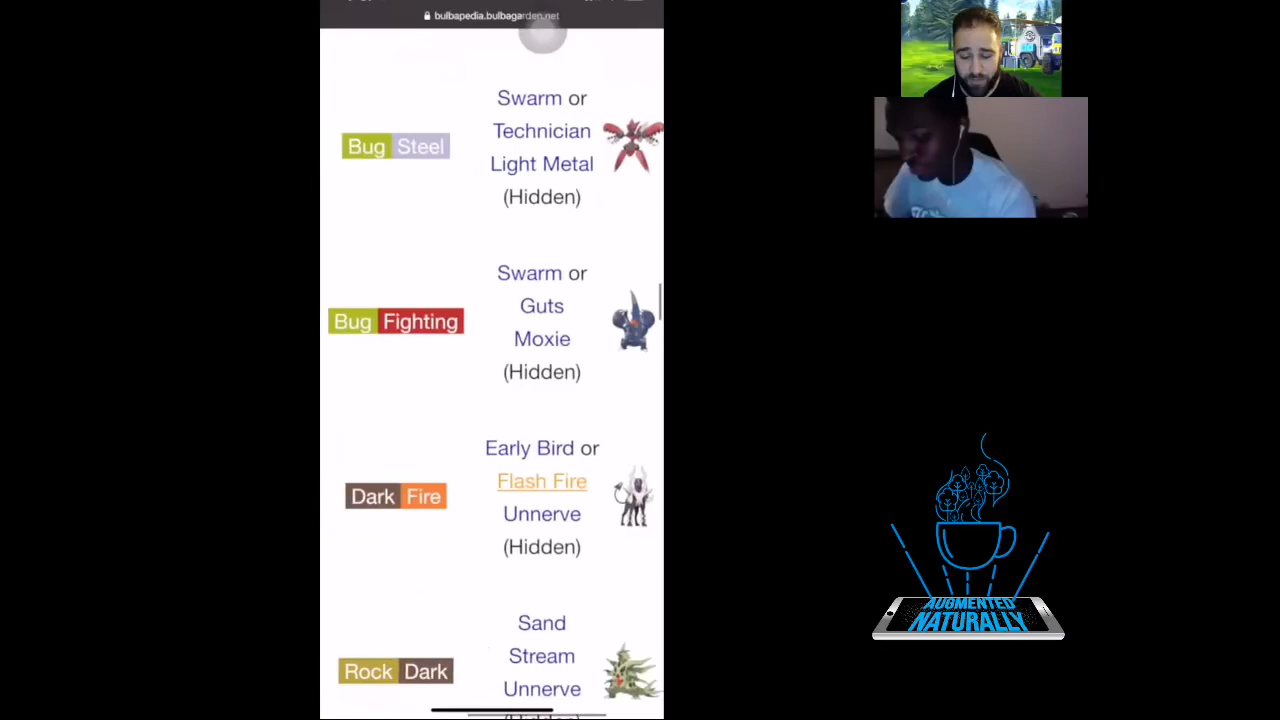 bulbapedia.bulbagarden.net
Bug Steel
Swarm or
Technician
Light Metal
(Hidden)
Bug Fighting
Swarm or
Guts
Moxie
(Hidden)
Dark Fire
Early Bird or
Flash Fire
Unnerve
(Hidden)
Rock Dark
Sand
Stream
Unnerve
(Hidden)
AUGMENTED
NATURALLY